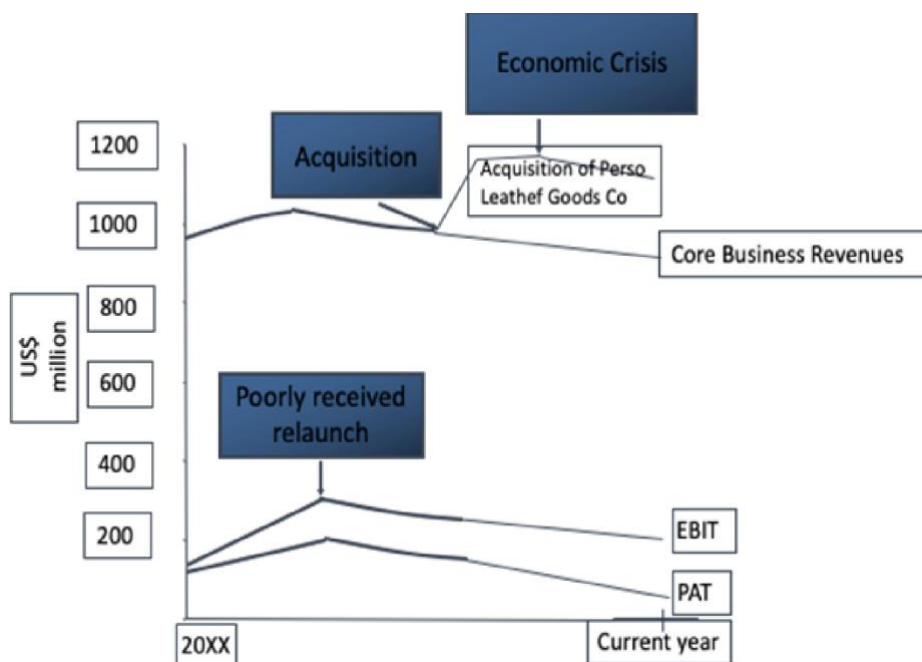 Economic Crisis
1200
Acquisition
Acquisition of Perso
Leathef Goods Co
1000
Core Business Revenues
800
US$
million
600
Poorly received
relaunch
400
200
EBIT
PAT
20XX
Current year